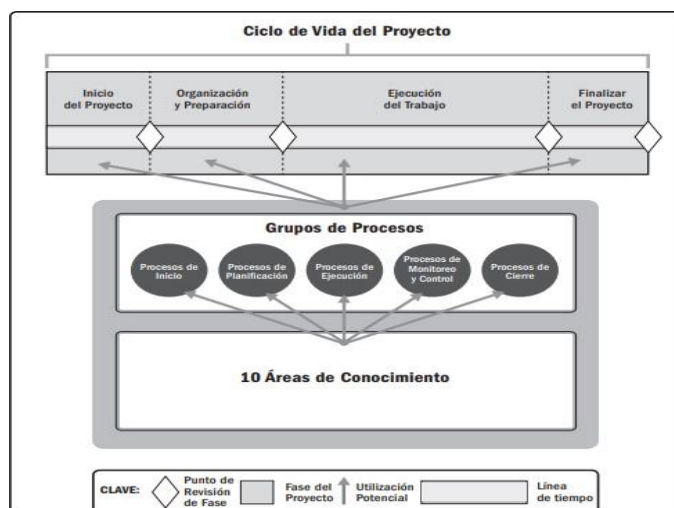 Ciclo de Vida del Proyecto
Inicio
del Proyecto
Organización
y Preparación
Ejecución
del Trabajo
Finalizar
el Proyecto
Grupos de Procesos
Procesos de
Inicio
Procesos de
Planificación
Procesos de
Ejecución
Procesos de
Monitoreo
y Control
Procesos de
Cierre
10 Áreas de Conocimiento
CLAVE:
Punto de
Revisión
de Fase
Fase del
Proyecto
Utilización
Potencial
Línea
de tiempo